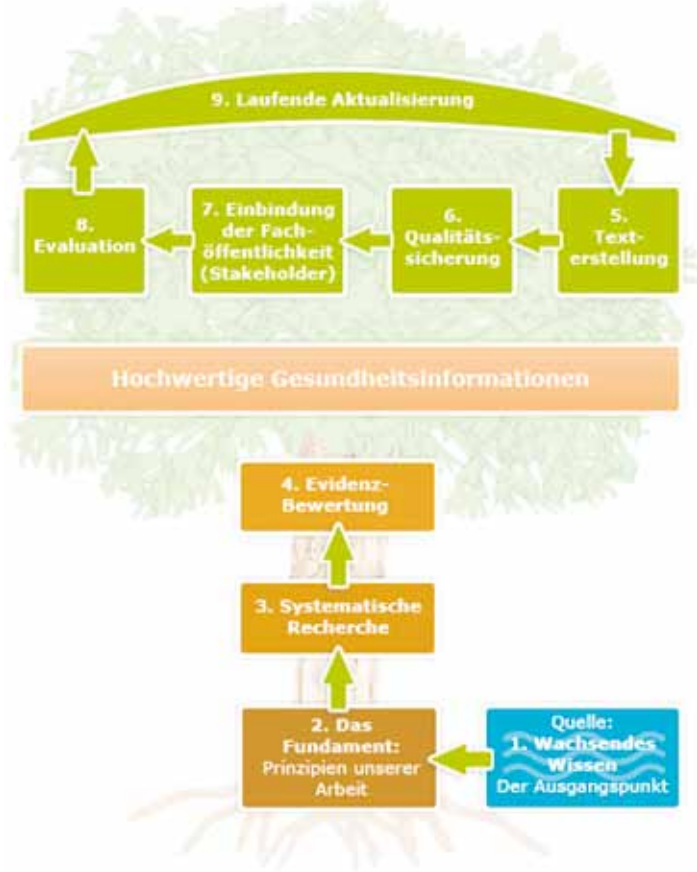 9. Laufende Aktualisierung
8.
Evaluation
7. Einbindung
der Fach-
öffentlichkeit
(Stakeholder)
6.
Qualitäts-
sicherung
5.
Text-
erstellung
Hochwertige Gesundheitsinformationen
4. Evidenz-
Bewertung
3. Systematische
Recherche
2. Das
Fundament:
Prinzipien unserer
Arbeit
Quelle:
1. Wachsendes
Wissen
Der Ausgangspunkt